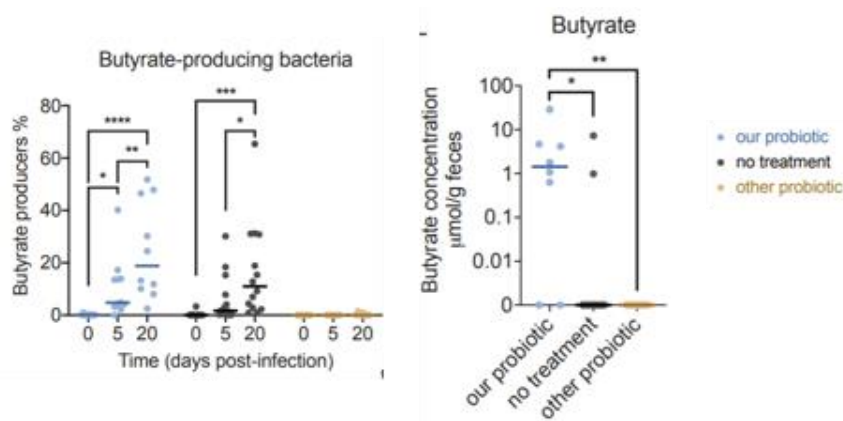 Butyrate-producing bacteria
Butyrate producers %
80
60
40
20
0
****
*
**
***
*
0 5 20 0 5 20 0 5 20
Time (days post-infection)
Butyrate
Butyrate concentration
μmol/g feces
100
10
1
0.1
0.01
0
**
*
our probiotic
no treatment
other probiotic
our probiotic
no treatment
other probiotic